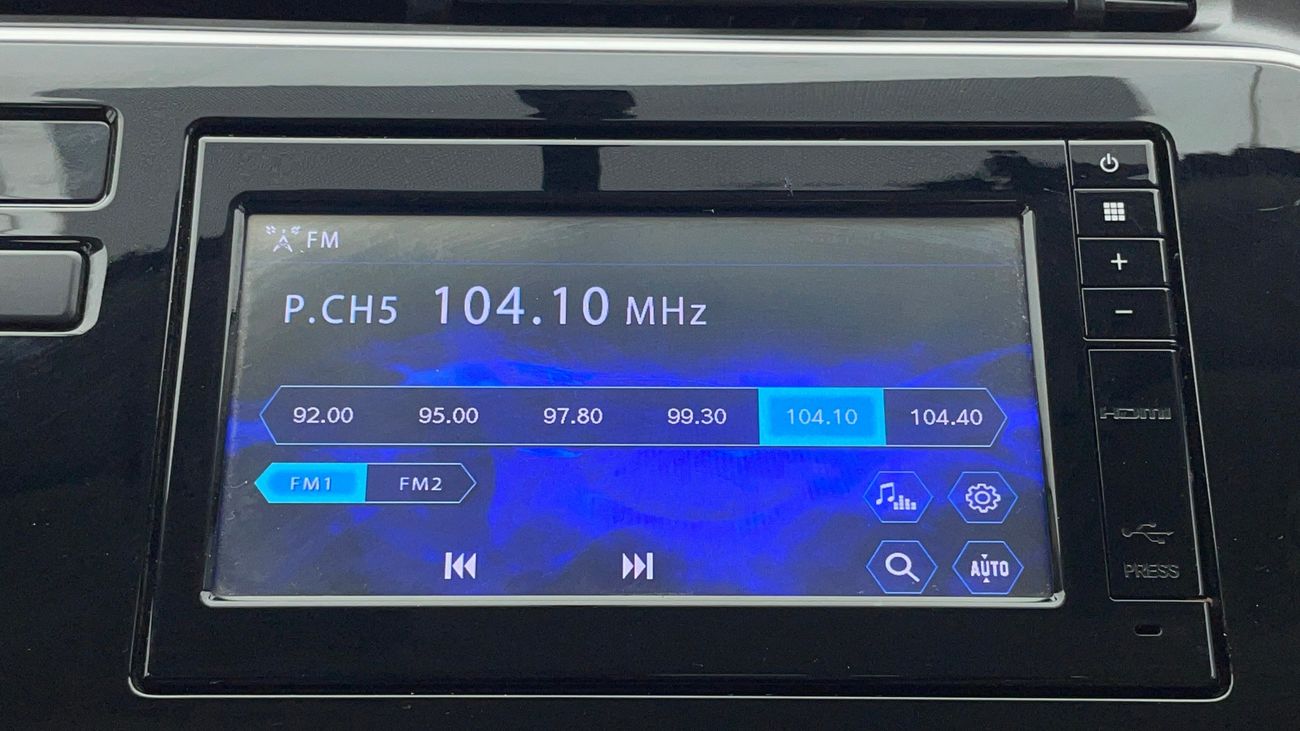 FM
P.CH5 104.10 MHz
92.00 95.00 97.80 99.30 104.10 104.40
FM1 FM2
AUTO
+
−
HDMI
PRESS